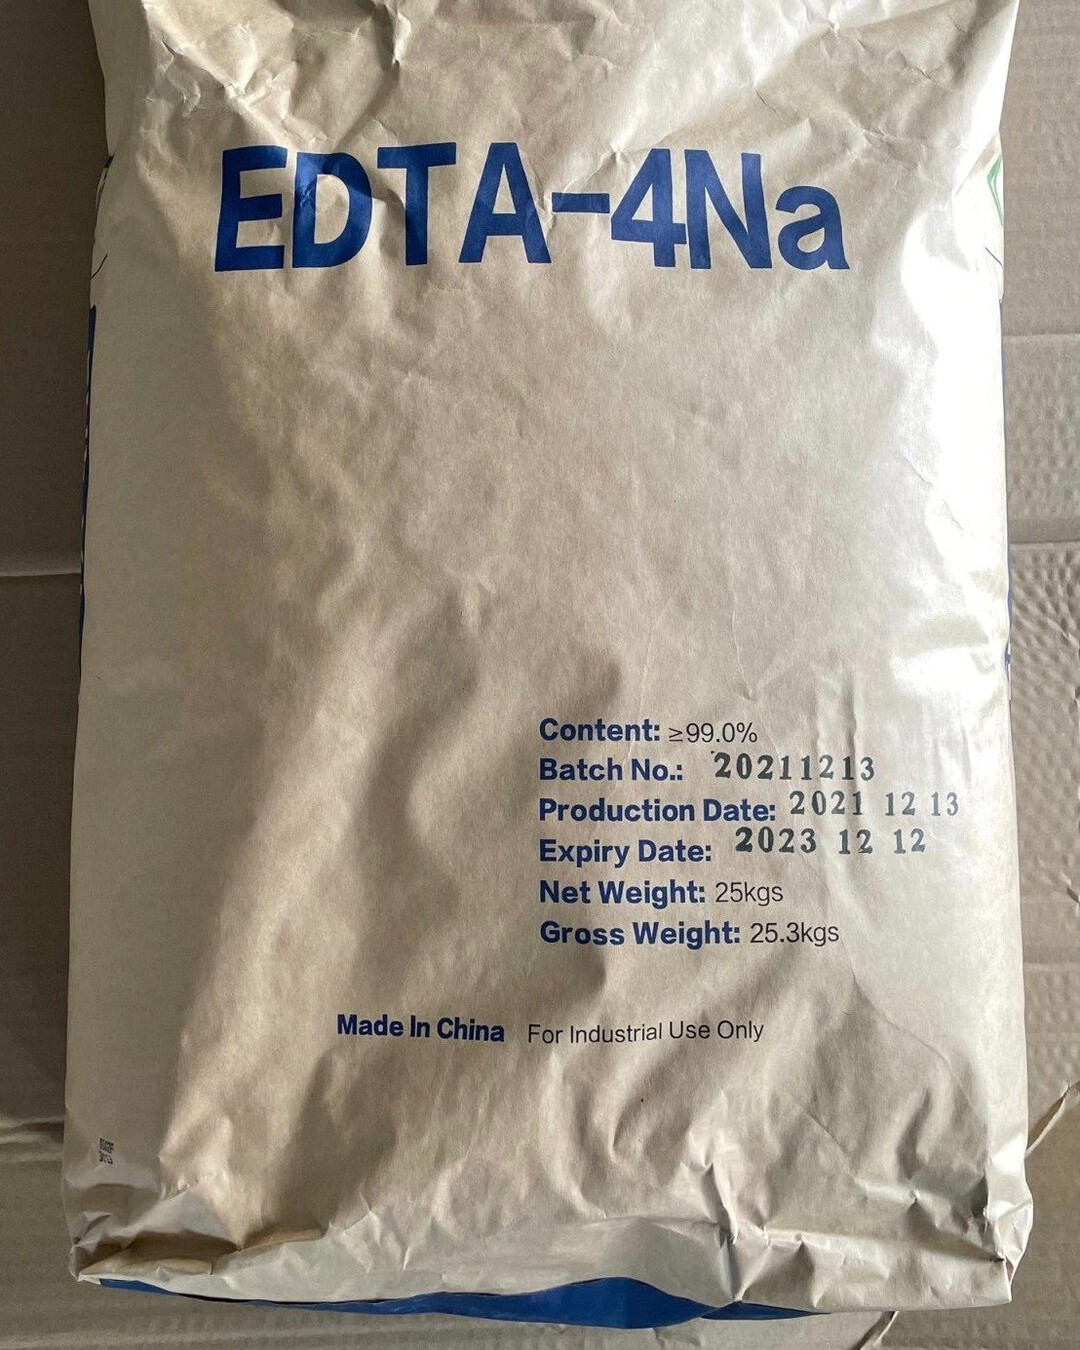 EDTA-4Na
Content: ≥99.0%
Batch No.: 20211213
Production Date: 2021 12 13
Expiry Date: 2023 12 12
Net Weight: 25kgs
Gross Weight: 25.3kgs
Made In China For Industrial Use Only